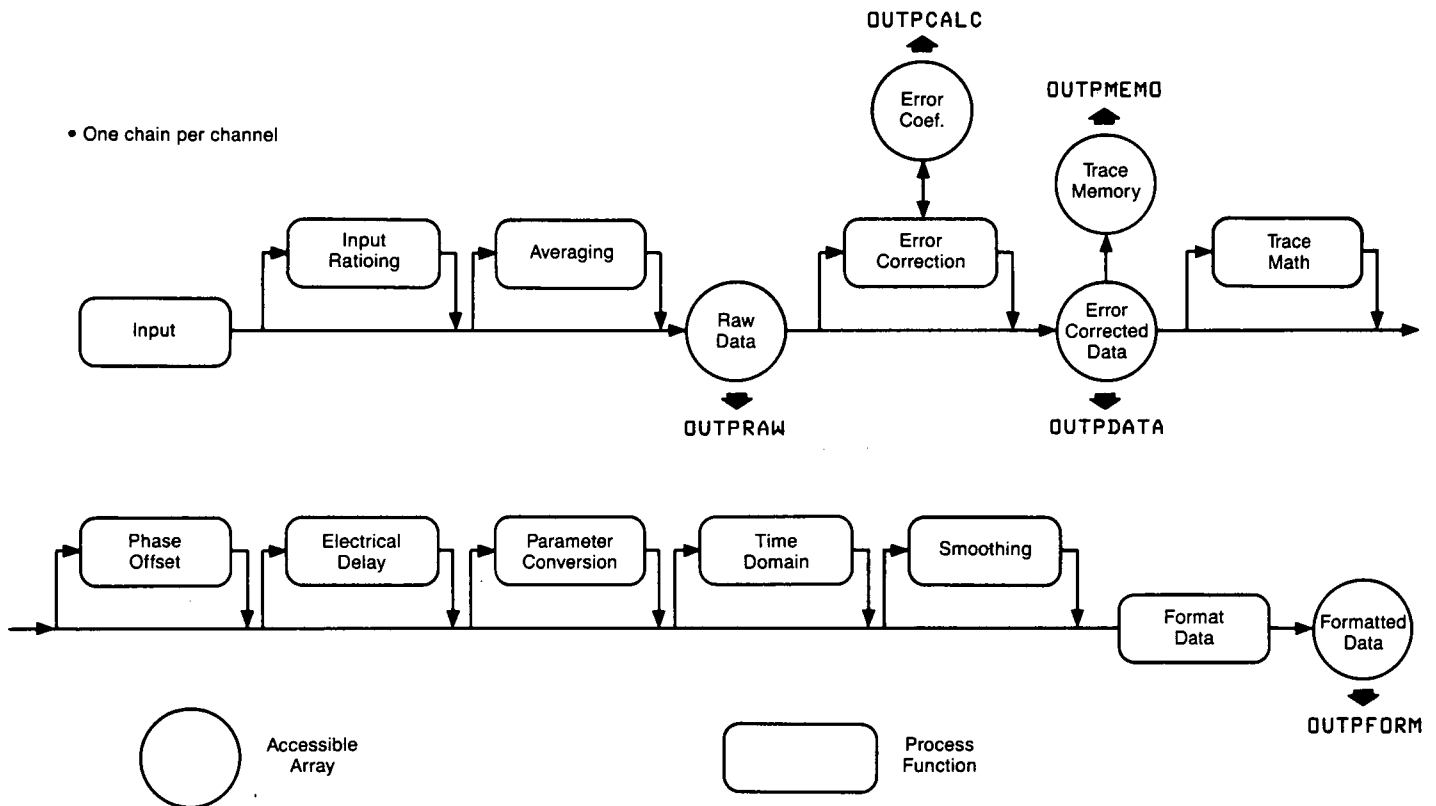 OUTPCALC
Error
Coef.
OUTPMEMO
• One chain per channel
Trace
Memory
Input
Ratioing
Averaging
Error
Correction
Trace
Math
Input
Raw
Data
Error
Corrected
Data
OUTPRAW
OUTPDATA
Phase
Offset
Electrical
Delay
Parameter
Conversion
Time
Domain
Smoothing
Format
Data
Formatted
Data
OUTPFORM
Accessible
Array
Process
Function